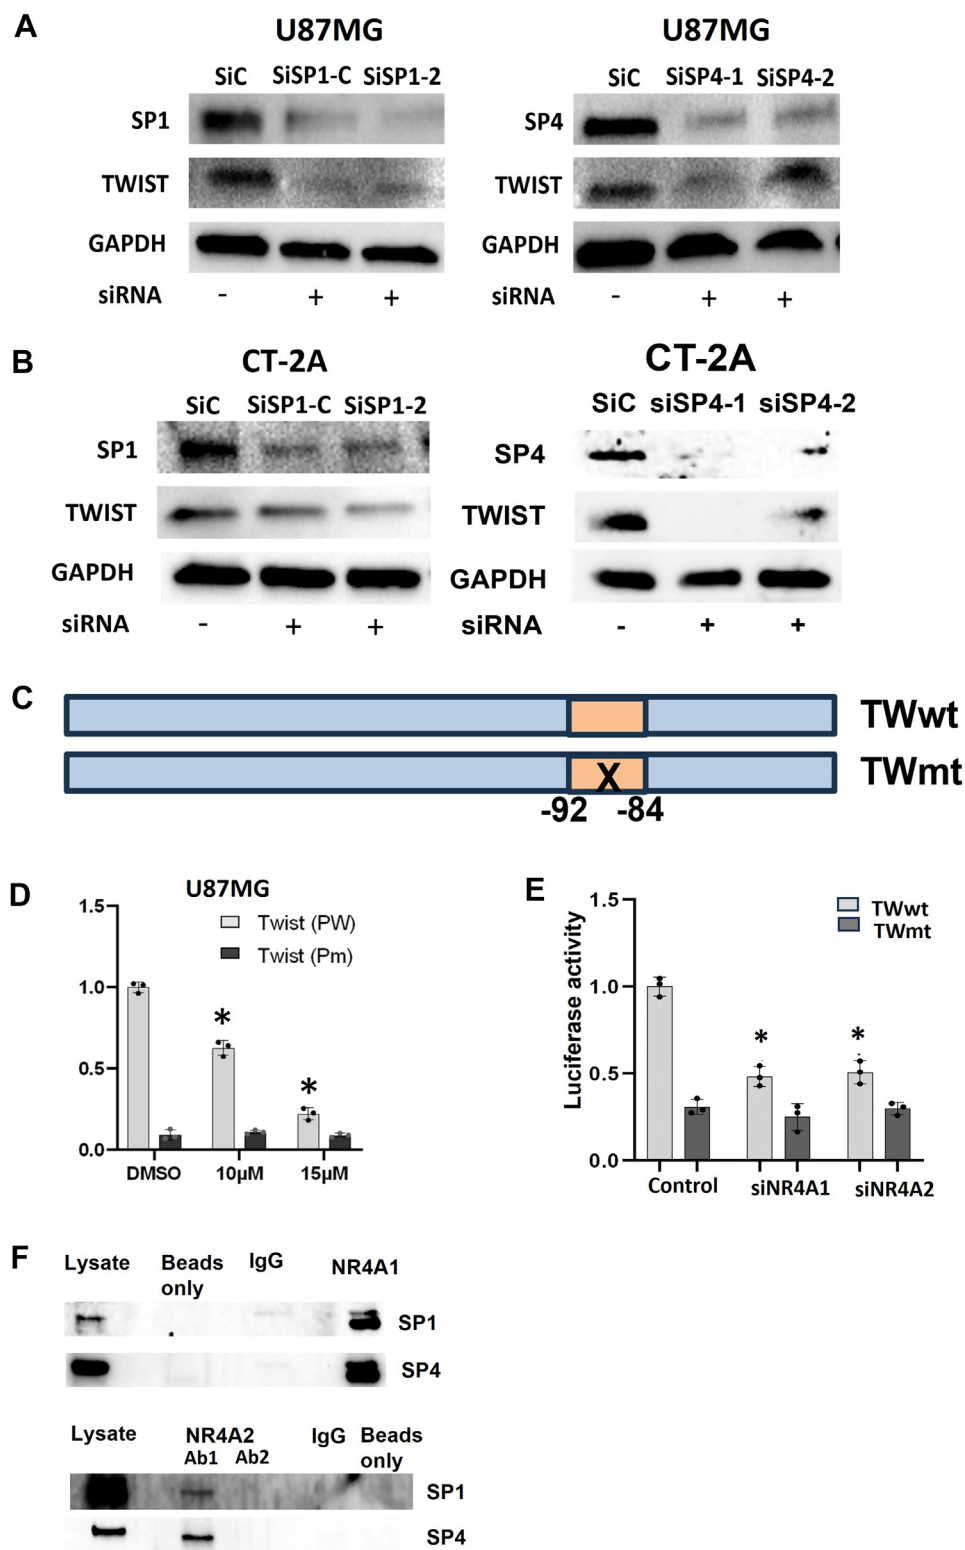 A
U87MG
U87MG
SiC SiSP1-C SiSP1-2
SiC SiSP4-1 SiSP4-2
SP1
SP4
TWIST
TWIST
GAPDH
GAPDH
siRNA - + +
siRNA - + +
B
CT-2A
CT-2A
SiC SiSP1-C SiSP1-2
SiC siSP4-1 siSP4-2
SP1
SP4
TWIST
TWIST
GAPDH
GAPDH
siRNA - + +
siRNA - + +
C
TWwt
X
TWmt
-92 -84
D
U87MG
1.5
Twist (PW)
Twist (Pm)
1.0
*
0.5
*
0.0
DMSO 10µM 15µM
E
1.5
TWwt
TWmt
Luciferase activity
1.0
* *
0.5
0.0
Control siNR4A1 siNR4A2
F
Lysate Beads only IgG NR4A1
SP1
SP4
Lysate NR4A2 IgG Beads only
Ab1 Ab2
SP1
SP4